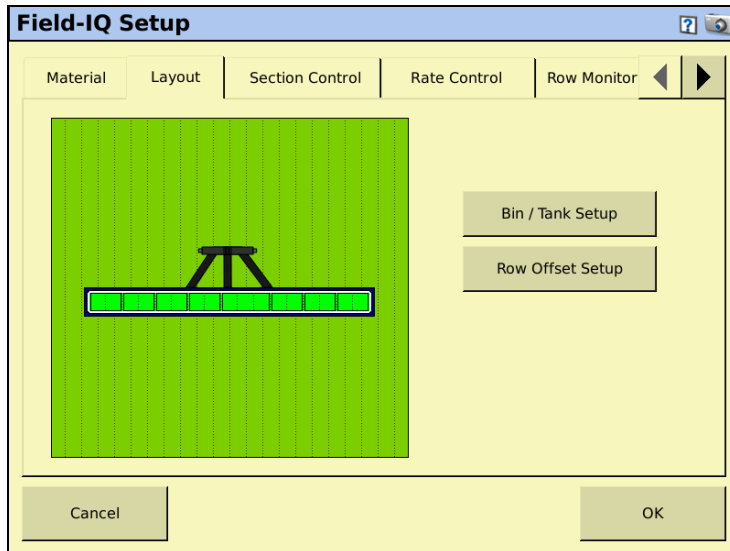 Field-IQ Setup
?
Material Layout Section Control Rate Control Row Monitor
Bin / Tank Setup
Row Offset Setup
Cancel OK